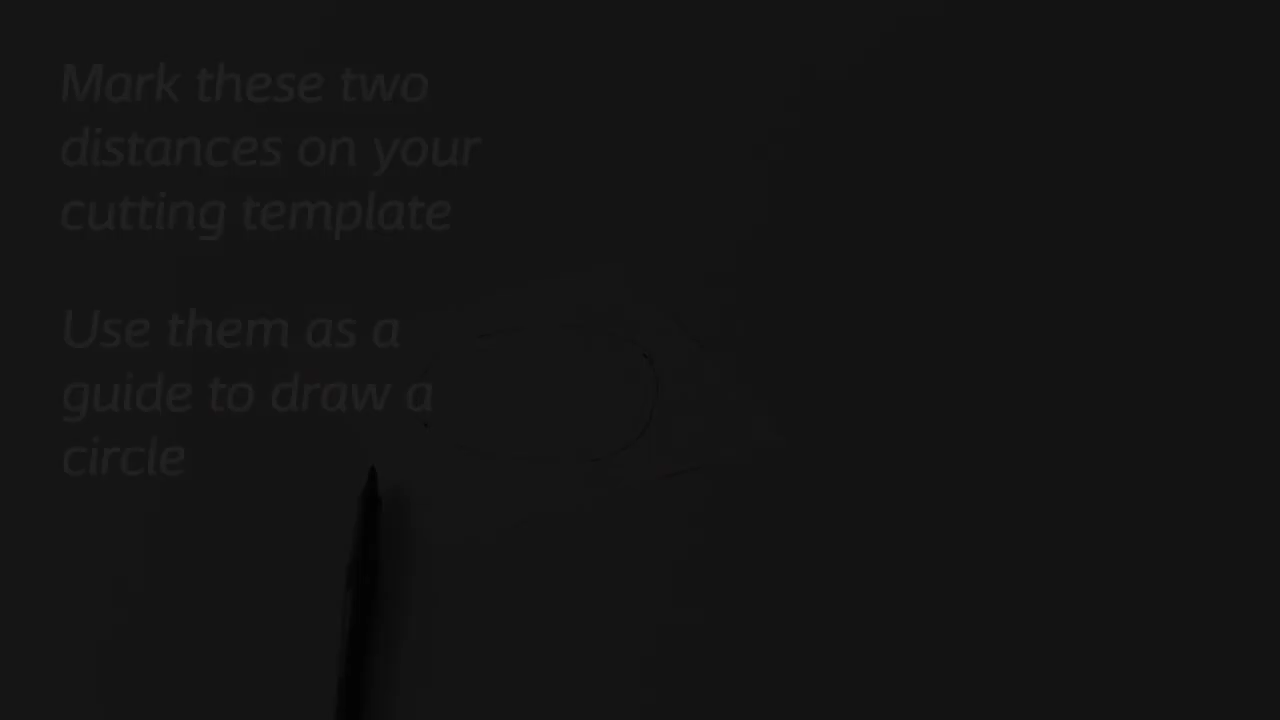 Mark these two
distances on your
cutting template
Use them as a
guide to draw a
circle